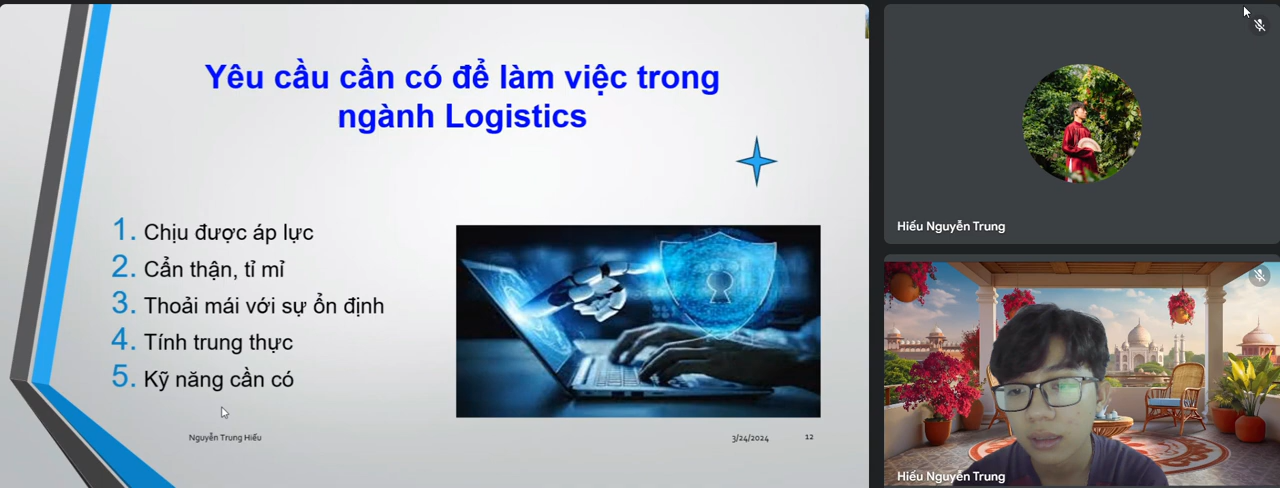 Yêu cầu cần có để làm việc trong
ngành Logistics
1. Chịu được áp lực
2. Cẩn thận, tỉ mỉ
3. Thoải mái với sự ổn định
4. Tính trung thực
5. Kỹ năng cần có
Nguyễn Trung Hiếu
3/24/2024
12
Hiếu Nguyễn Trung
Hiếu Nguyễn Trung